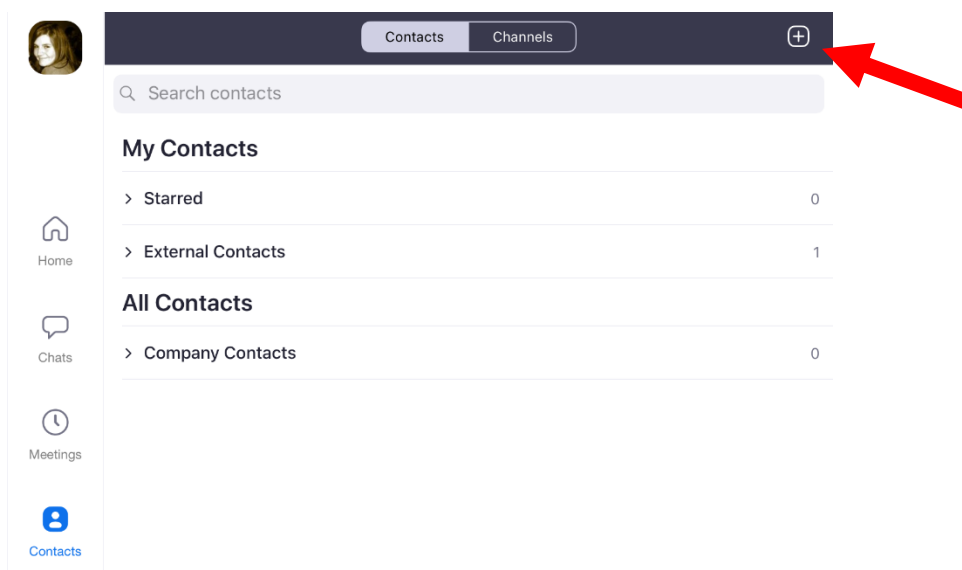 Contacts Channels
Search contacts
My Contacts
Starred 0
External Contacts 1
All Contacts
Company Contacts 0
Home
Chats
Meetings
Contacts